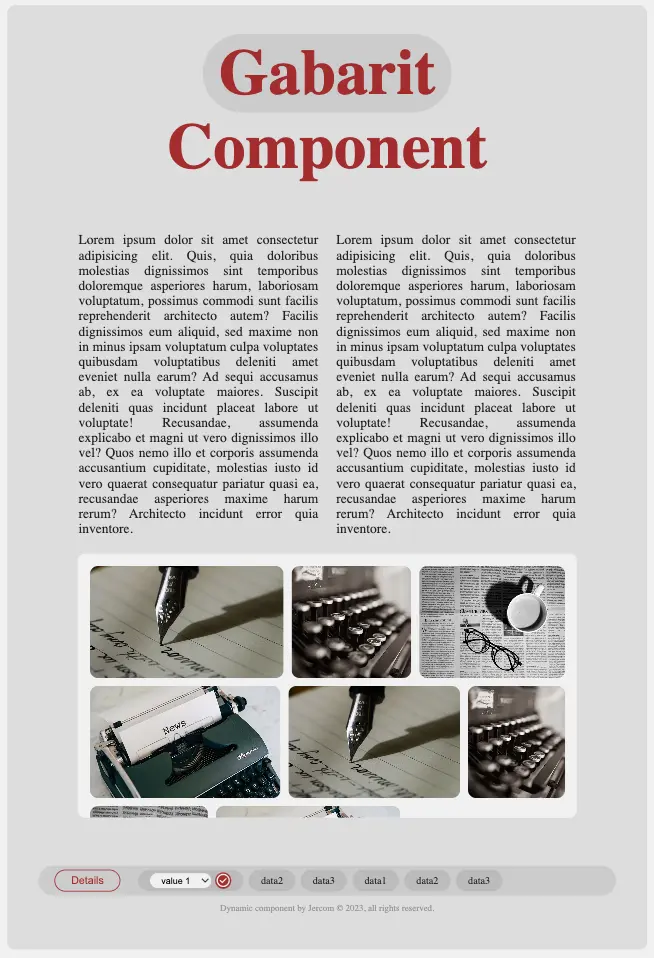 Gabarit
Component
Lorem ipsum dolor sit amet consectetur
adipisicing elit. Quis, quia doloribus
molestias dignissimos sint temporibus
doloremque asperiores harum, laboriosam
voluptatum, possimus commodi sunt facilis
reprehenderit architecto autem? Facilis
dignissimos eum aliquid, sed maxime non
in minus ipsam voluptatum culpa voluptates
quibusdam voluptatibus deleniti amet
eveniet nulla earum? Ad sequi accusamus
ab, ex ea voluptate maiores. Suscipit
deleniti quas incidunt placeat labore ut
voluptate! Recusandae, assumenda
explicabo et magni ut vero dignissimos illo
vel? Quos nemo illo et corporis assumenda
accusantium cupiditate, molestias iusto id
vero quaerat consequatur pariatur quasi ea,
recusandae asperiores maxime harum
rerum? Architecto incidunt error quia
inventore.
Lorem ipsum dolor sit amet consectetur
adipisicing elit. Quis, quia doloribus
molestias dignissimos sint temporibus
doloremque asperiores harum, laboriosam
voluptatum, possimus commodi sunt facilis
reprehenderit architecto autem? Facilis
dignissimos eum aliquid, sed maxime non
in minus ipsam voluptatum culpa voluptates
quibusdam voluptatibus deleniti amet
eveniet nulla earum? Ad sequi accusamus
ab, ex ea voluptate maiores. Suscipit
deleniti quas incidunt placeat labore ut
voluptate! Recusandae, assumenda
explicabo et magni ut vero dignissimos illo
vel? Quos nemo illo et corporis assumenda
accusantium cupiditate, molestias iusto id
vero quaerat consequatur pariatur quasi ea,
recusandae asperiores maxime harum
rerum? Architecto incidunt error quia
inventore.
News
Details value 1 data2 data3 data1 data2 data3
Dynamic component by Jercom © 2023, all rights reserved.